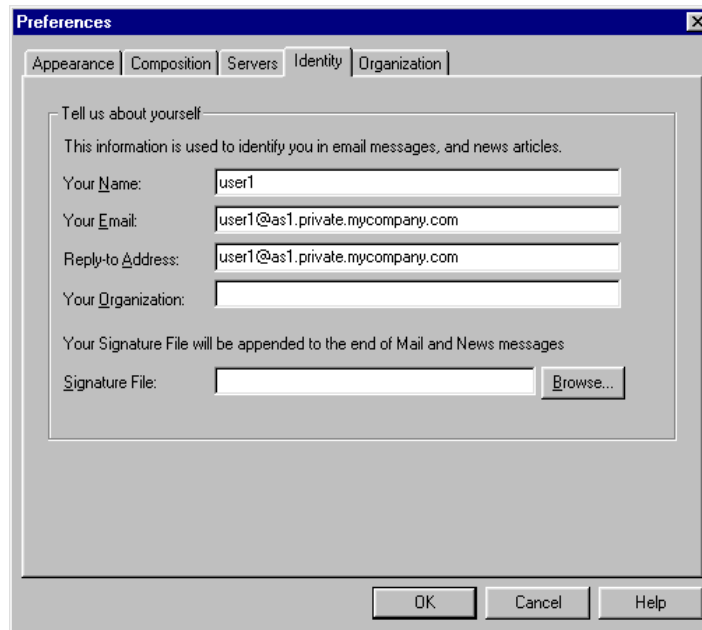 Preferences
Appearance Composition Servers Identity Organization
Tell us about yourself
This information is used to identify you in email messages, and news articles.
Your Name: user1
Your Email: user1@as1.private.mycompany.com
Reply-to Address: user1@as1.private.mycompany.com
Your Organization:
Your Signature File will be appended to the end of Mail and News messages
Signature File: Browse...
OK Cancel Help